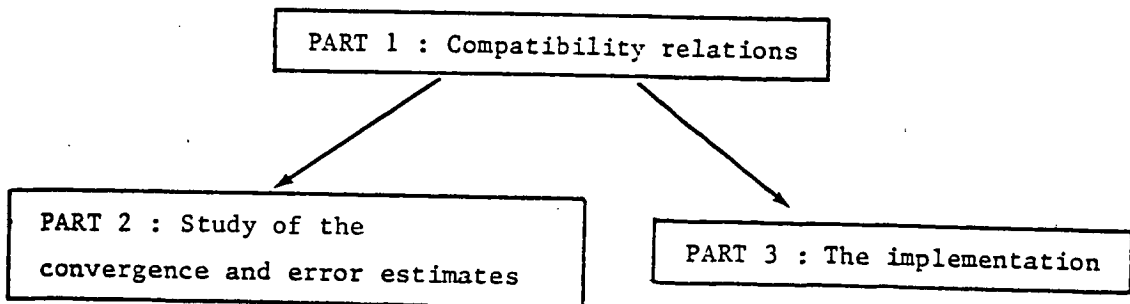 PART 1 : Compatibility relations
PART 2 : Study of the
convergence and error estimates
PART 3 : The implementation